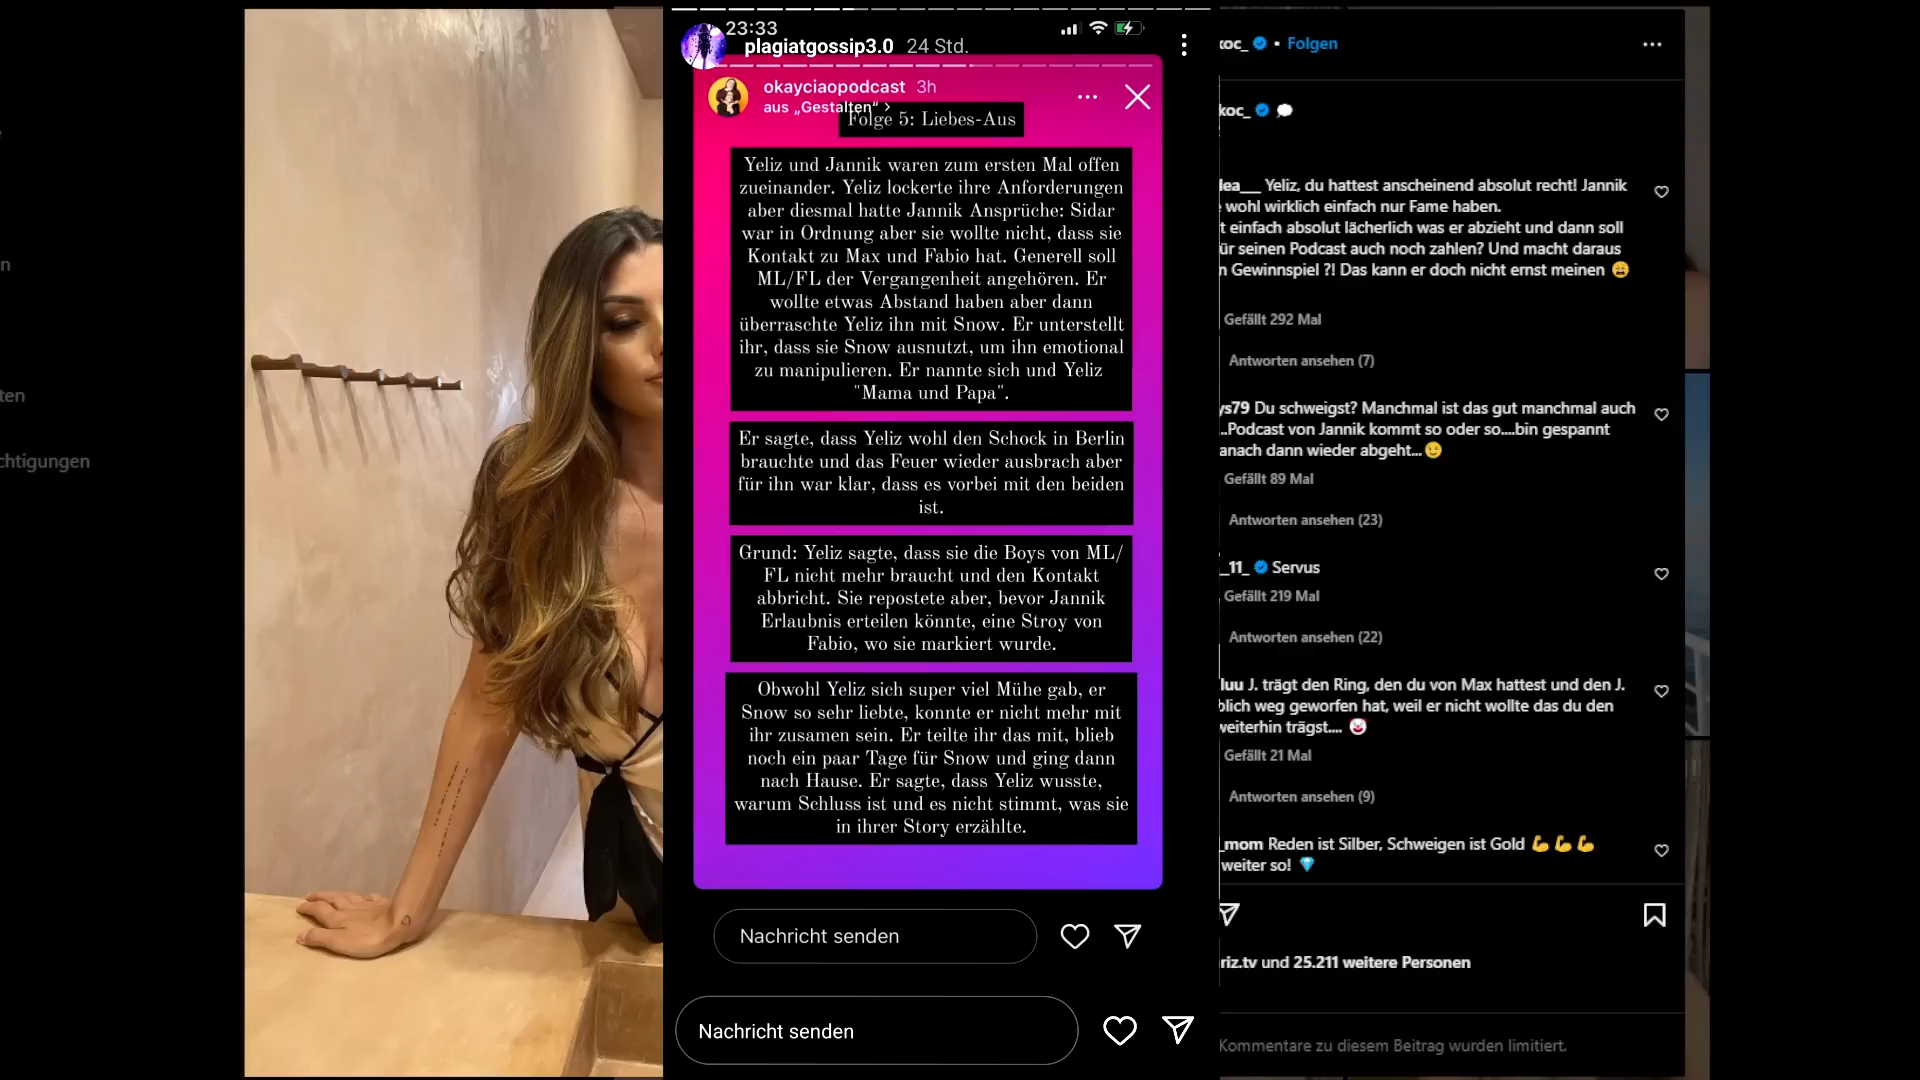 n
ten
chtigungen
23:33
plagiatgossip3.0 24 Std.
okayciaopodcast 3h
aus „Gestalten“ >
Folge 5: Liebes-Aus
Yeliz und Jannik waren zum ersten Mal offen
zueinander. Yeliz lockerte ihre Anforderungen
aber diesmal hatte Jannik Ansprüche: Sidar
war in Ordnung aber sie wollte nicht, dass sie
Kontakt zu Max und Fabio hat. Generell soll
ML/FL der Vergangenheit angehören. Er
wollte etwas Abstand haben aber dann
überraschte Yeliz ihn mit Snow. Er unterstellt
ihr, dass sie Snow ausnutzt, um ihn emotional
zu manipulieren. Er nannte sich und Yeliz
"Mama und Papa".
Er sagte, dass Yeliz wohl den Schock in Berlin
brauchte und das Feuer wieder ausbrach aber
für ihn war klar, dass es vorbei mit den beiden
ist.
Grund: Yeliz sagte, dass sie die Boys von ML/
FL nicht mehr braucht und den Kontakt
abbricht. Sie repostete aber, bevor Jannik
Erlaubnis erteilen könnte, eine Stroy von
Fabio, wo sie markiert wurde.
Obwohl Yeliz sich super viel Mühe gab, er
Snow so sehr liebte, konnte er nicht mehr mit
ihr zusamen sein. Er teilte ihr das mit, blieb
noch ein paar Tage für Snow und ging dann
nach Hause. Er sagte, dass Yeliz wusste,
warum Schluss ist und es nicht stimmt, was sie
in ihrer Story erzählte.
Nachricht senden
Nachricht senden
koc_ • Folgen
koc_ 💭
lea___ Yeliz, du hattest anscheinend absolut recht! Jannik
wohl wirklich einfach nur Fame haben.
t einfach absolut lächerlich was er abzieht und dann soll
ür seinen Podcast auch noch zahlen? Und macht daraus
n Gewinnspiel ?! Das kann er doch nicht ernst meinen 😩
Gefällt 292 Mal
Antworten ansehen (7)
ys79 Du schweigst? Manchmal ist das gut manchmal auch
..Podcast von Jannik kommt so oder so....bin gespannt
anach dann wieder abgeht...😉
Gefällt 89 Mal
Antworten ansehen (23)
_11_ Servus
Gefällt 219 Mal
Antworten ansehen (22)
luu J. trägt den Ring, den du von Max hattest und den J.
blich weg geworfen hat, weil er nicht wollte das du den
weiterhin trägst.... 🤡
Gefällt 21 Mal
Antworten ansehen (9)
_mom Reden ist Silber, Schweigen ist Gold 💪💪💪
weiter so! 💎
riz.tv und 25.211 weitere Personen
Kommentare zu diesem Beitrag wurden limitiert.